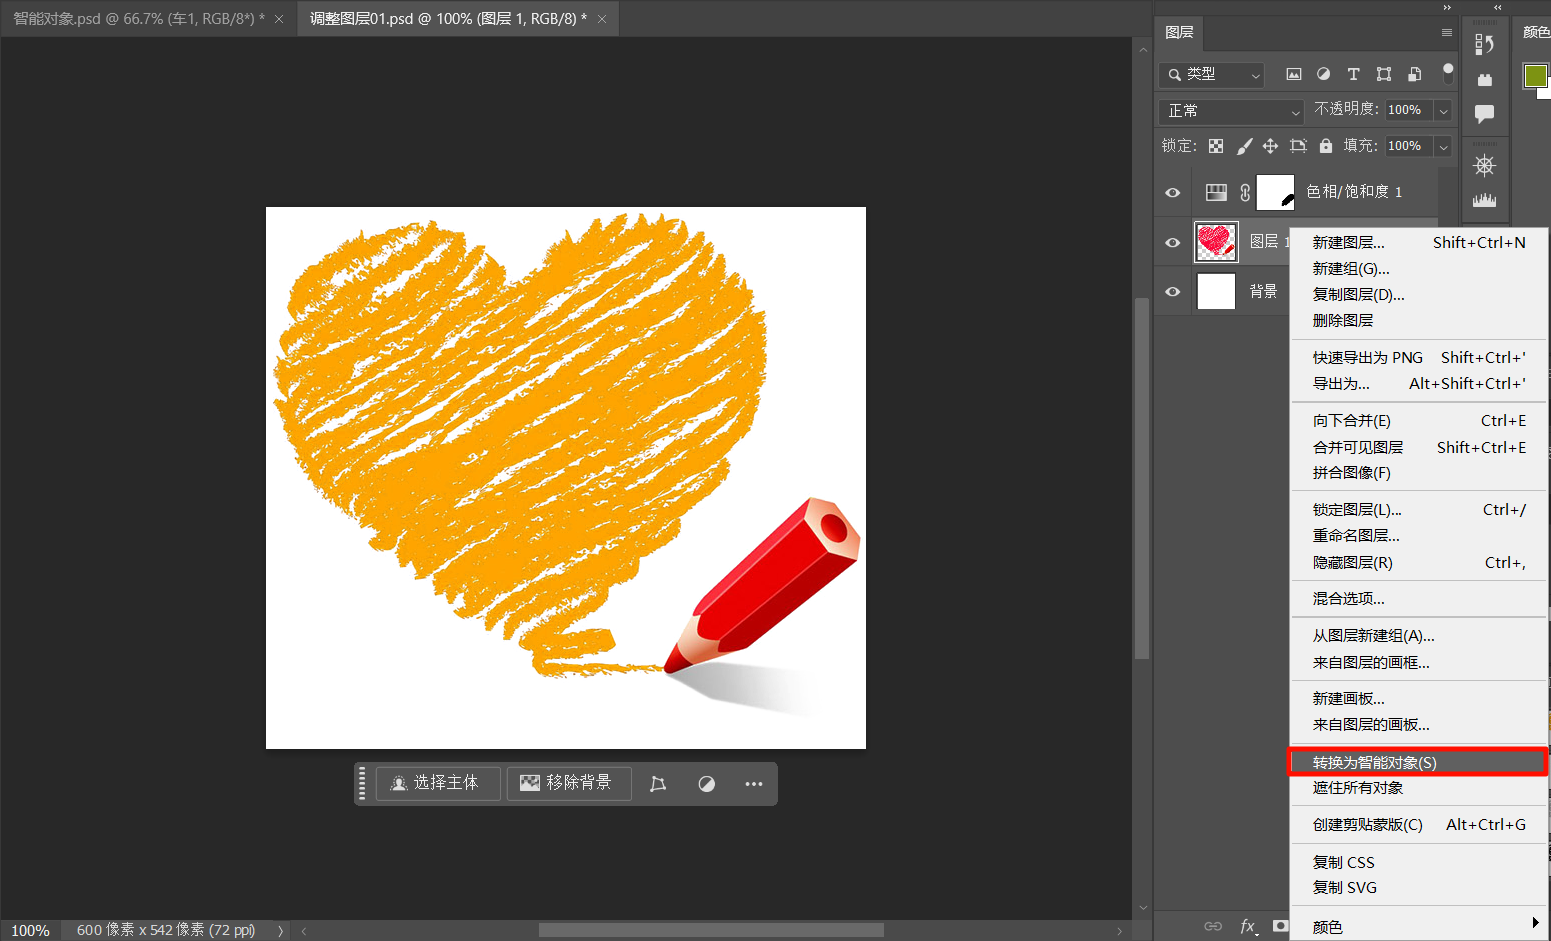 智能对象.psd @ 66.7% (车1, RGB/8*) * ×
调整图层01.psd @ 100% (图层 1, RGB/8) * ×
图层
颜色
类型
正常
不透明度: 100%
锁定:
填充: 100%
色相/饱和度 1
图层 1
背景
新建图层... Shift+Ctrl+N
新建组(G)...
复制图层(D)...
删除图层
快速导出为 PNG Shift+Ctrl+'
导出为... Alt+Shift+Ctrl+'
向下合并(E) Ctrl+E
合并可见图层 Shift+Ctrl+E
拼合图像(F)
锁定图层(L)... Ctrl+/
重命名图层...
隐藏图层(R) Ctrl+,
混合选项...
从图层新建组(A)...
来自图层的画框...
新建画板...
来自图层的画板...
转换为智能对象(S)
遮住所有对象
创建剪贴蒙版(C) Alt+Ctrl+G
复制 CSS
复制 SVG
颜色
选择主体
移除背景
fx
100%
600 像素 x 542 像素 (72 ppi)